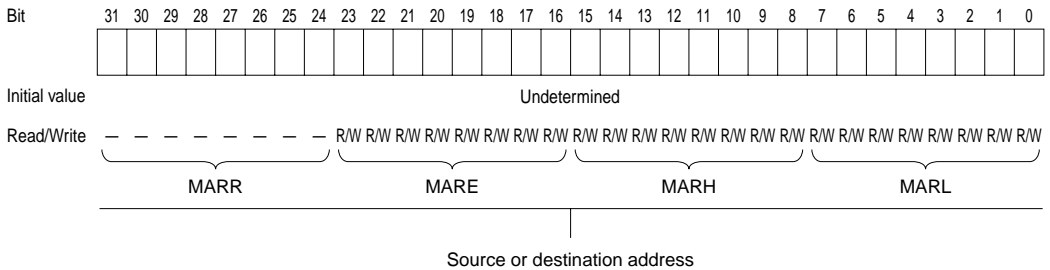 Bit 31 30 29 28 27 26 25 24 23 22 21 20 19 18 17 16 15 14 13 12 11 10 9 8 7 6 5 4 3 2 1 0
Initial value Undetermined
Read/Write — — — — — — — — R/W R/W R/W R/W R/W R/W R/W R/W R/W R/W R/W R/W R/W R/W R/W R/W R/W R/W R/W R/W R/W R/W R/W R/W
MARR MARE MARH MARL
Source or destination address